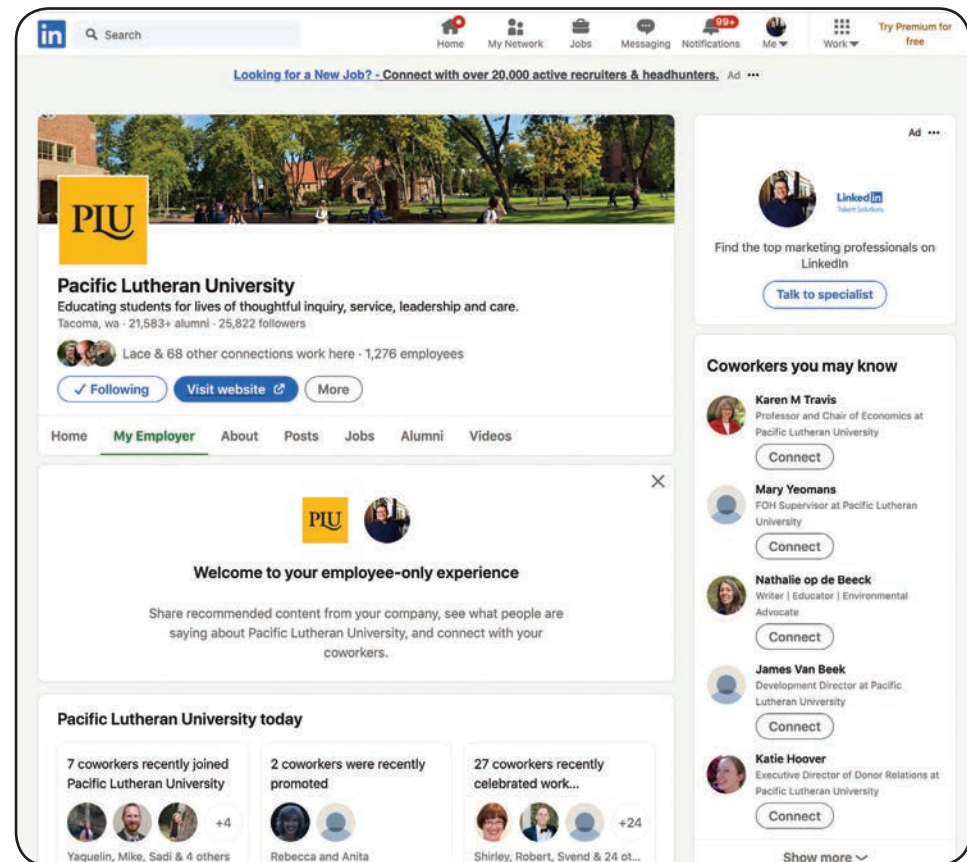 in
Search
Home
My Network
Jobs
Messaging
99+
Notifications
Me
Work
Try Premium for
free
Looking for a New Job? - Connect with over 20,000 active recruiters & headhunters. Ad •••
PLU
Pacific Lutheran University
Educating students for lives of thoughtful inquiry, service, leadership and care.
Tacoma, wa · 21,583+ alumni · 25,822 followers
Lace & 68 other connections work here · 1,276 employees
✓ Following
Visit website
More
Home
My Employer
About
Posts
Jobs
Alumni
Videos
PLU
Welcome to your employee-only experience
Share recommended content from your company, see what people are
saying about Pacific Lutheran University, and connect with your
coworkers.
Pacific Lutheran University today
7 coworkers recently joined
Pacific Lutheran University
+4
Yaquelin, Mike, Sadi & 4 others
2 coworkers were recently
promoted
Rebecca and Anita
27 coworkers recently
celebrated work...
+24
Shirley, Robert, Svend & 24 ot...
Ad •••
Linked in
Talent Solutions
Find the top marketing professionals on
LinkedIn
Talk to specialist
Coworkers you may know
Karen M Travis
Professor and Chair of Economics at
Pacific Lutheran University
Connect
Mary Yeomans
FOH Supervisor at Pacific Lutheran
University
Connect
Nathalie op de Beeck
Writer | Educator | Environmental
Advocate
Connect
James Van Beek
Development Director at Pacific
Lutheran University
Connect
Katie Hoover
Executive Director of Donor Relations at
Pacific Lutheran University
Connect
Show more